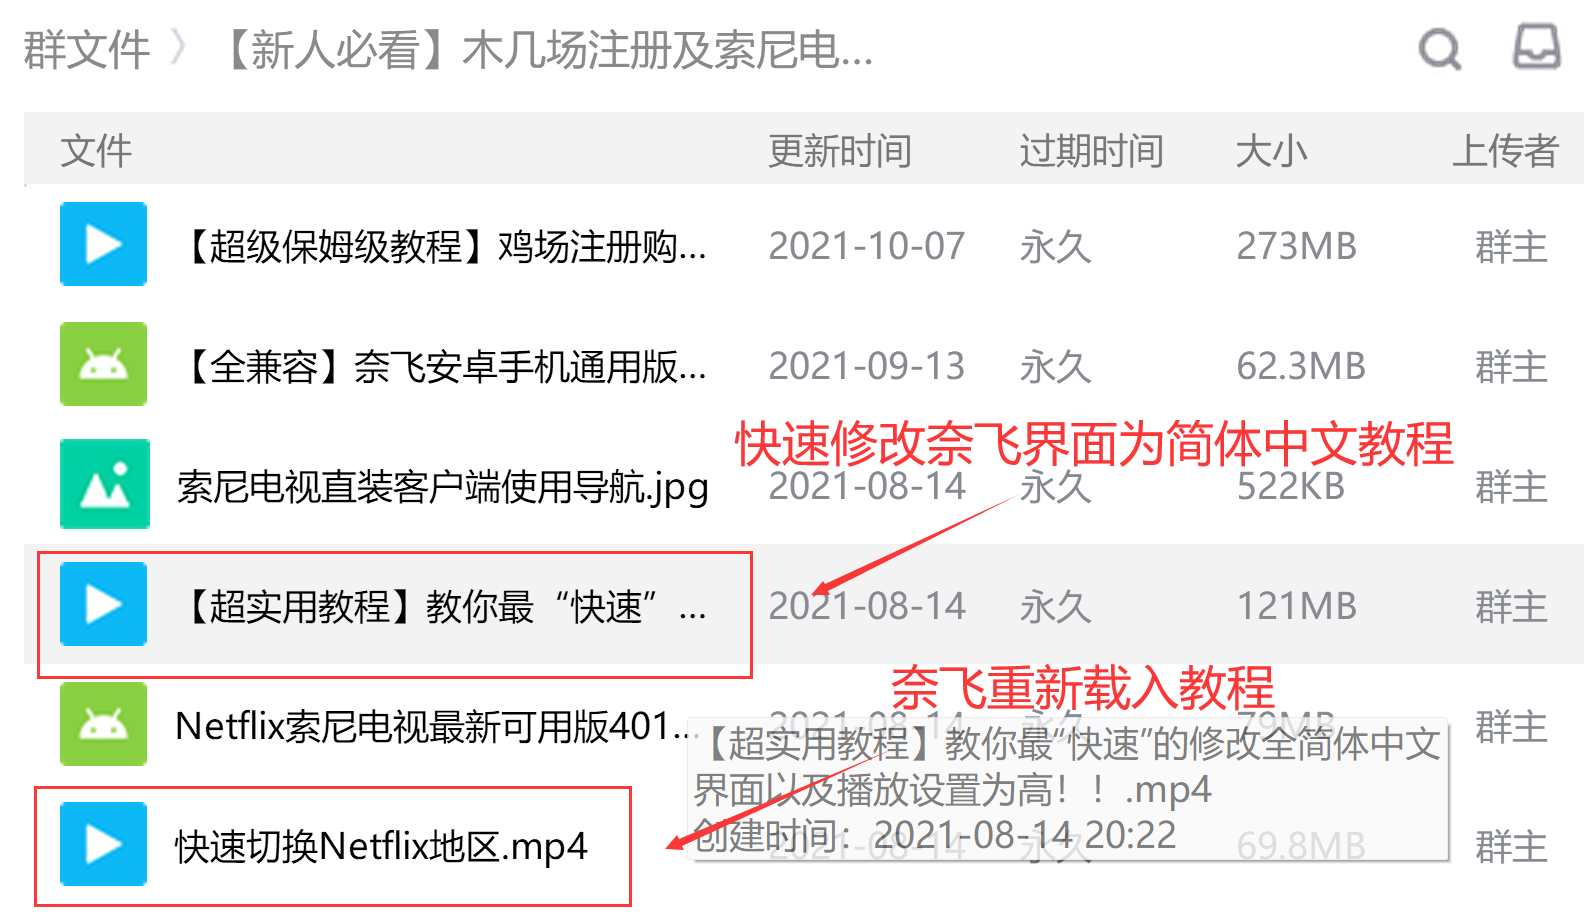 群文件 〉【新人必看】木几场注册及索尼电...
文件 更新时间 过期时间 大小 上传者
【超级保姆级教程】鸡场注册购... 2021-10-07 永久 273MB 群主
【全兼容】奈飞安卓手机通用版... 2021-09-13 永久 62.3MB 群主
快速修改奈飞界面为简体中文教程
索尼电视直装客户端使用导航.jpg 2021-08-14 永久 522KB 群主
【超实用教程】教你最“快速”... 2021-08-14 永久 121MB 群主
奈飞重新载入教程
Netflix索尼电视最新可用版401... 2021-08-14 永久 79MB 群主
【超实用教程】教你最“快速”的修改全简体中文
界面以及播放设置为高！！.mp4
创建时间：2021-08-14 20:22
快速切换Netflix地区.mp4 2021-08-14 永久 69.8MB 群主